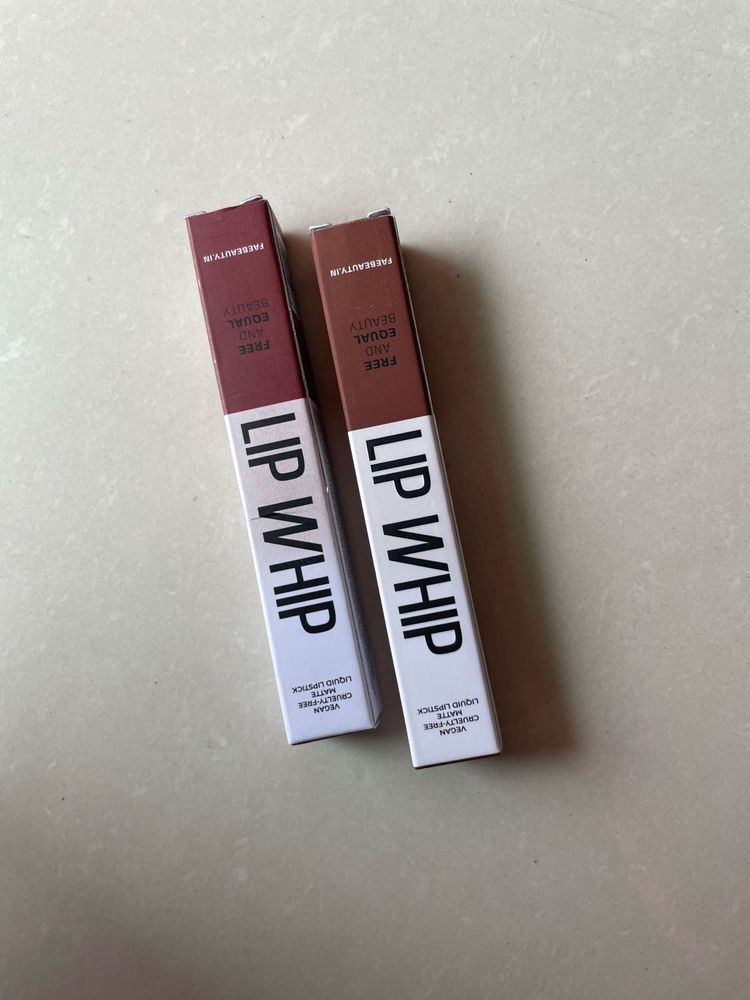 FAEBEAUTY.IN
FREE
AND
EQUAL
BEAUTY
LIP WHIP
VEGAN
CRUELTY-FREE
MATTE
LIQUID LIPSTICK
FAEBEAUTY.IN
FREE
AND
EQUAL
BEAUTY
LIP WHIP
VEGAN
CRUELTY-FREE
MATTE
LIQUID LIPSTICK